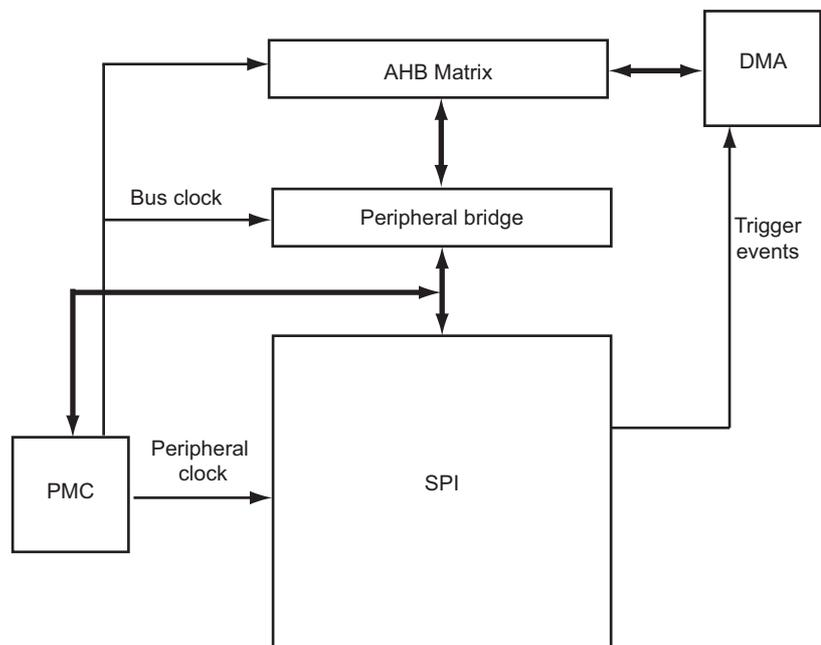 AHB Matrix
DMA
Bus clock
Peripheral bridge
Trigger
events
Peripheral
clock
PMC
SPI